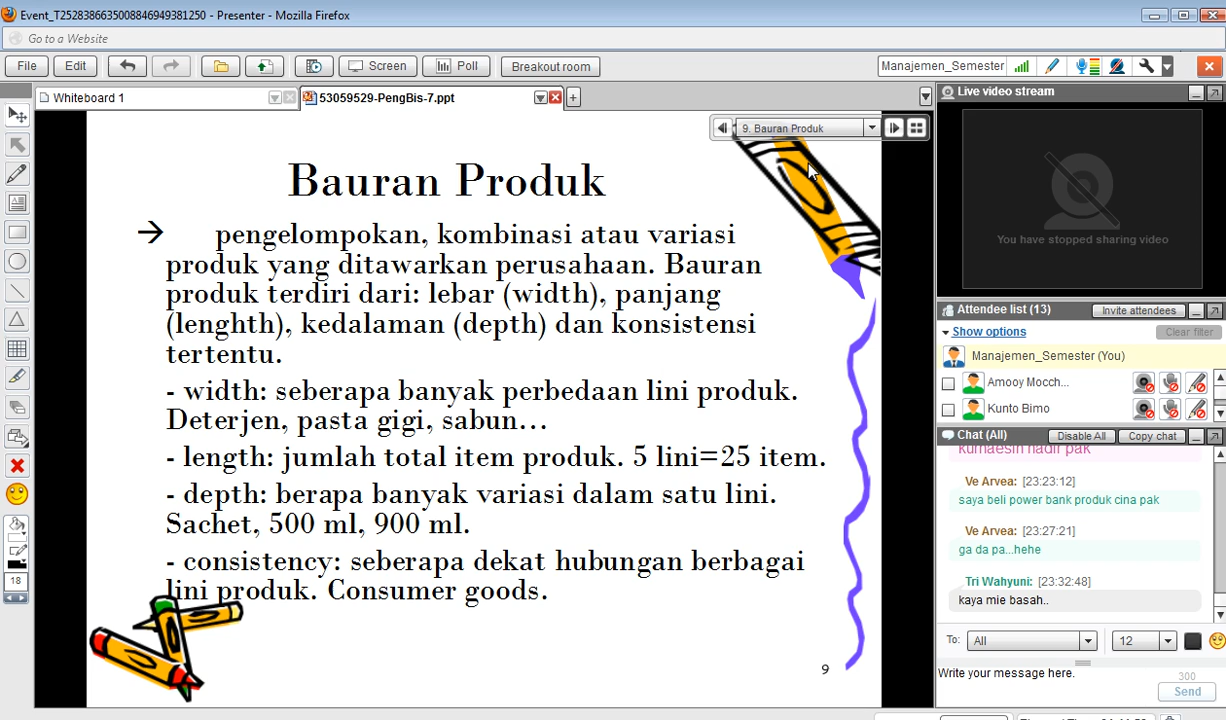 Event_T2528386635008846949381250 - Presenter - Mozilla Firefox
Go to a Website
File Edit Screen Poll Breakout room Manajemen_Semester
Whiteboard 1 53059529-PengBis-7.ppt
9. Bauran Produk
Bauran Produk
→ pengelompokan, kombinasi atau variasi
produk yang ditawarkan perusahaan. Bauran
produk terdiri dari: lebar (width), panjang
(lenghth), kedalaman (depth) dan konsistensi
tertentu.
- width: seberapa banyak perbedaan lini produk.
Deterjen, pasta gigi, sabun…
- length: jumlah total item produk. 5 lini=25 item.
- depth: berapa banyak variasi dalam satu lini.
Sachet, 500 ml, 900 ml.
- consistency: seberapa dekat hubungan berbagai
lini produk. Consumer goods.
9
18
Live video stream
You have stopped sharing video
Attendee list (13) Invite attendees
Show options Clear filter
Manajemen_Semester (You)
Amooy Mocch...
Kunto Bimo
Chat (All) Disable All Copy chat
Ve Arvea: [23:23:12]
saya beli power bank produk cina pak
Ve Arvea: [23:27:21]
ga da pa...hehe
Tri Wahyuni: [23:32:48]
kaya mie basah..
To: All 12
Write your message here.
300
Send